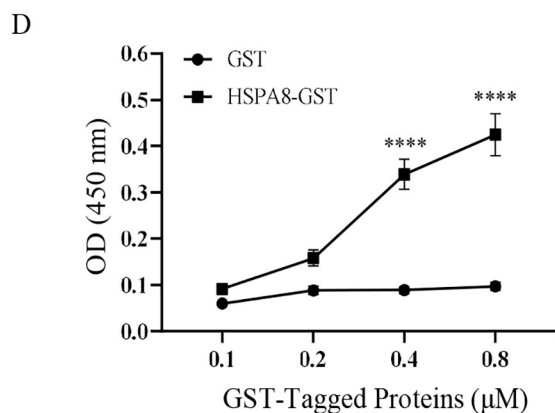 D
GST
HSPA8-GST
****
****
OD (450 nm)
0.6
0.5
0.4
0.3
0.2
0.1
0.0
0.1 0.2 0.4 0.8
GST-Tagged Proteins (μM)